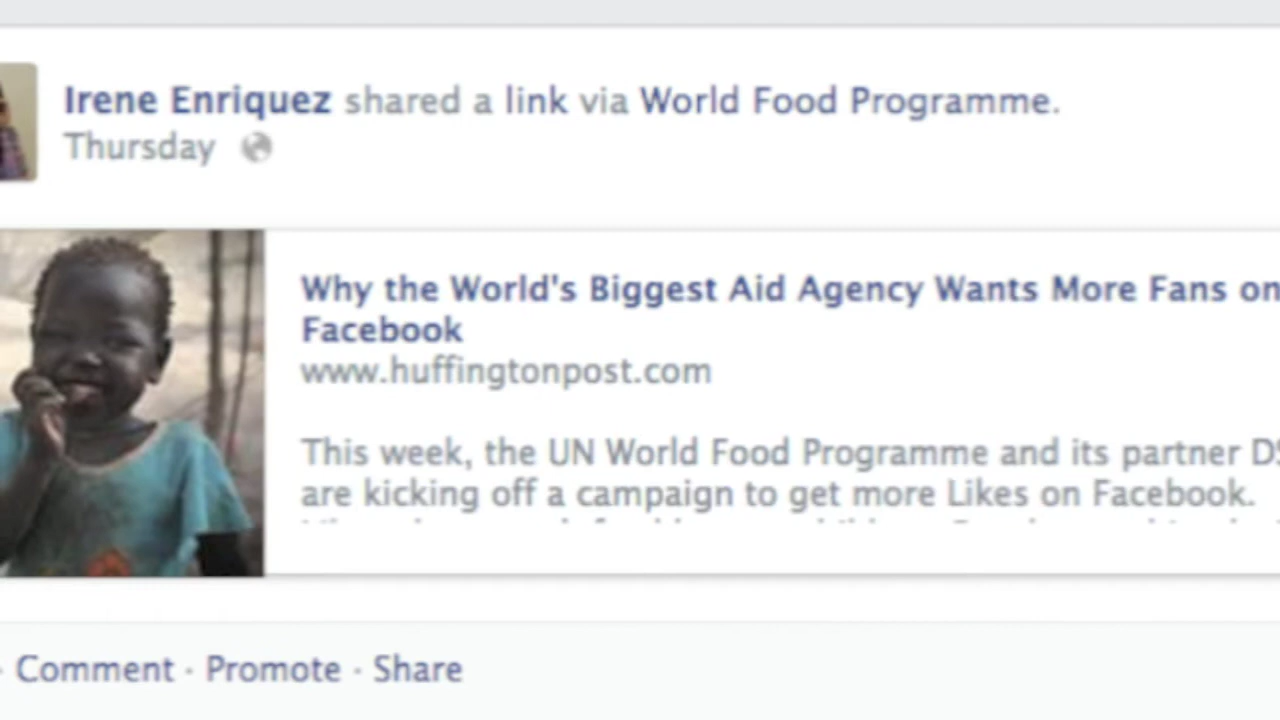 Irene Enriquez shared a link via World Food Programme.
Thursday
Why the World's Biggest Aid Agency Wants More Fans on
Facebook
www.huffingtonpost.com
This week, the UN World Food Programme and its partner
are kicking off a campaign to get more Likes on Facebook.
· Comment · Promote · Share